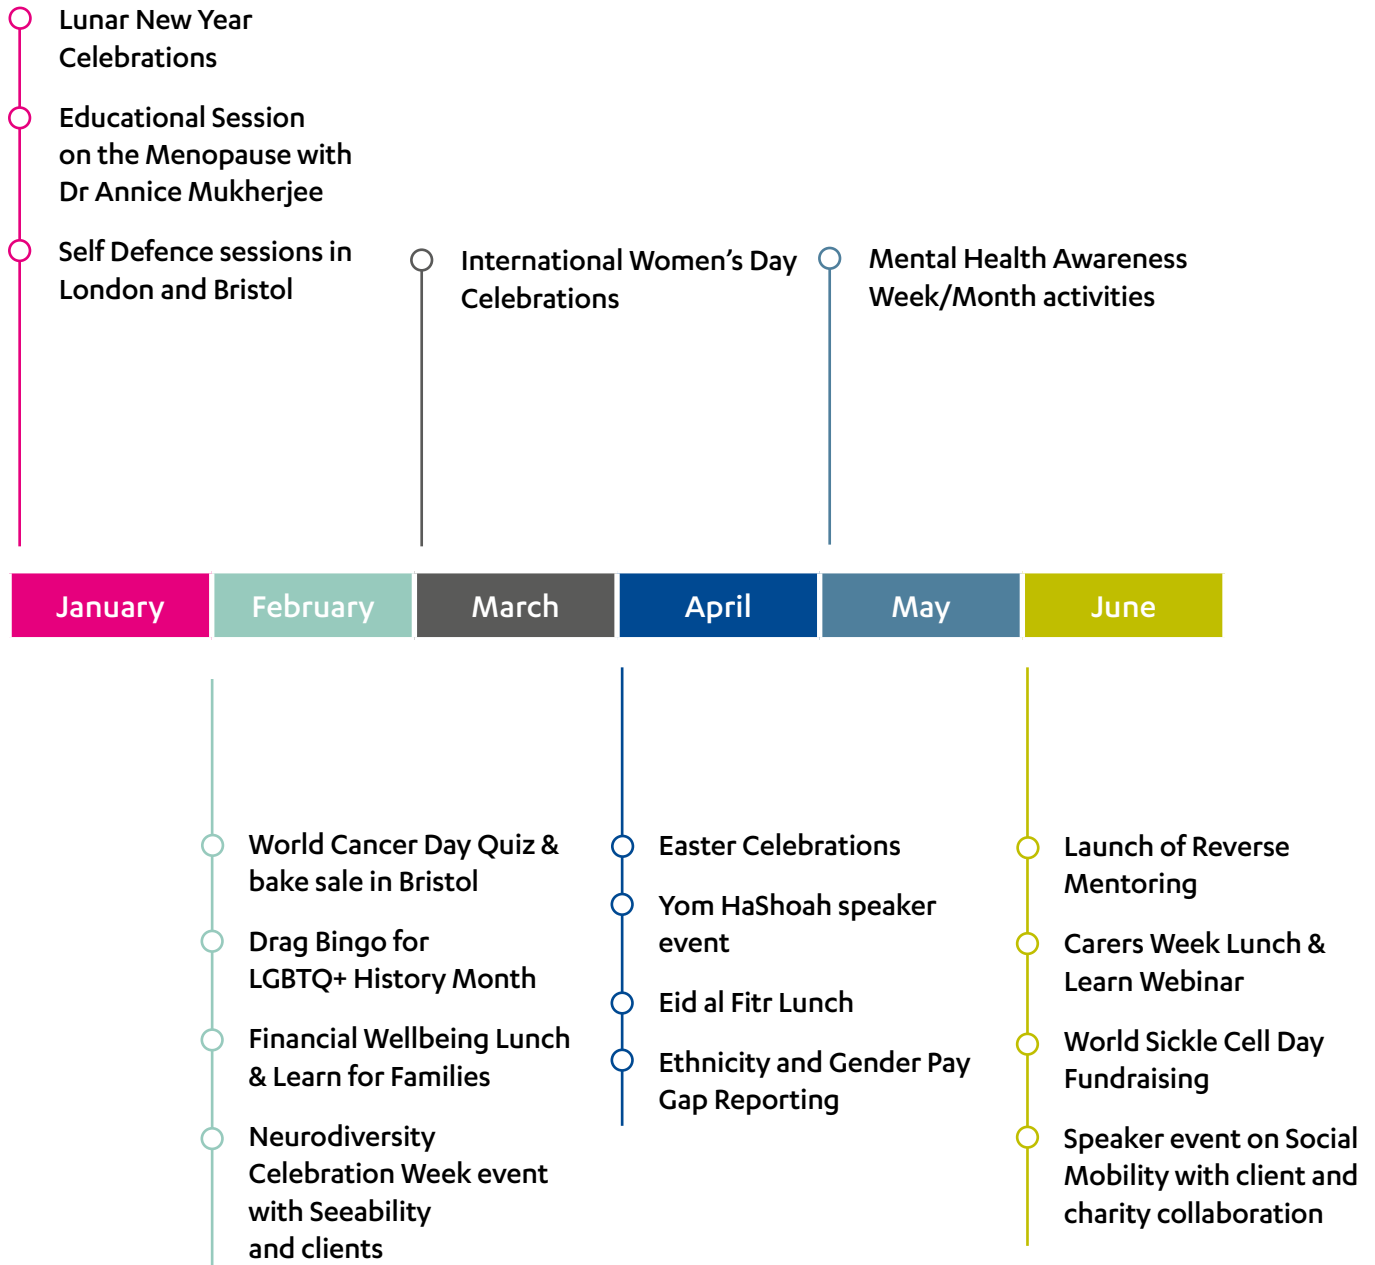 Lunar New Year
Celebrations
Educational Session
on the Menopause with
Dr Annice Mukherjee
Self Defence sessions in
London and Bristol
International Women’s Day
Celebrations
Mental Health Awareness
Week/Month activities
January
February
March
April
May
June
World Cancer Day Quiz &
bake sale in Bristol
Drag Bingo for
LGBTQ+ History Month
Financial Wellbeing Lunch
& Learn for Families
Neurodiversity
Celebration Week event
with Seeability
and clients
Easter Celebrations
Yom HaShoah speaker
event
Eid al Fitr Lunch
Ethnicity and Gender Pay
Gap Reporting
Launch of Reverse
Mentoring
Carers Week Lunch &
Learn Webinar
World Sickle Cell Day
Fundraising
Speaker event on Social
Mobility with client and
charity collaboration